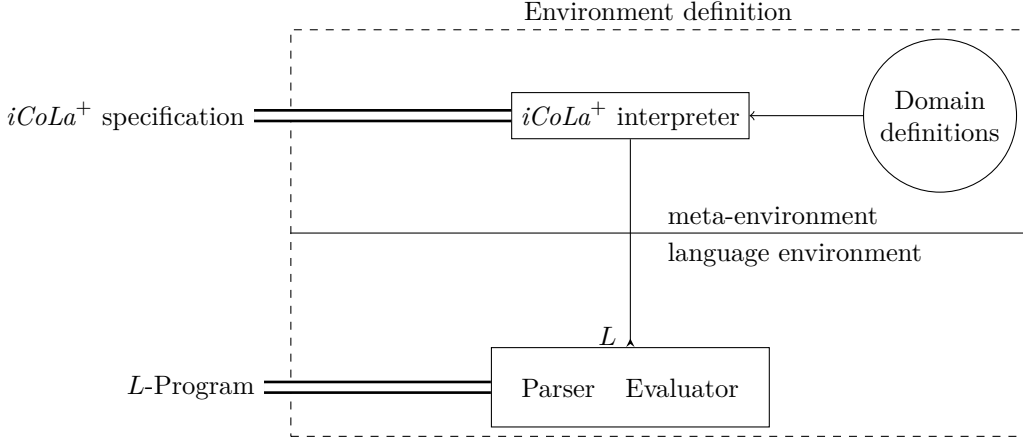 Environment definition
iCoLa⁺ specification
iCoLa⁺ interpreter
Domain
definitions
meta-environment
language environment
L
L-Program
Parser Evaluator